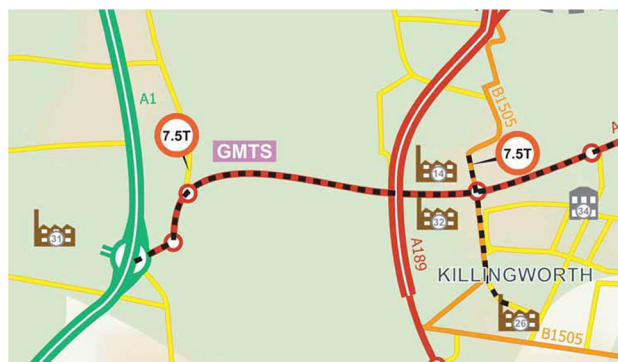 A1
7.5T
GMTS
B1505
7.5T
A
14
34
32
31
A189
KILLINGWORTH
26
B1505